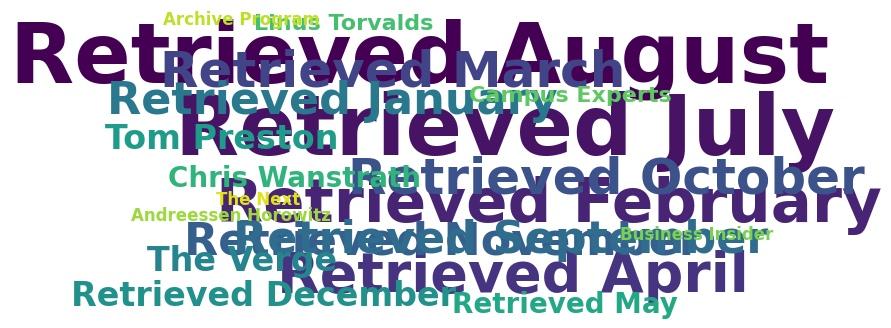 Archive Program
Linus Torvalds
Retrieved August
Retrieved March
Campus Experts
Retrieved January
Retrieved July
Tom Preston
Chris Wanstrath
Retrieved October
The Next
Retrieved February
Andreessen Horowitz
Business Insider
Retrieved September
Retrieved November
The Verge
Retrieved April
Retrieved December
Retrieved May